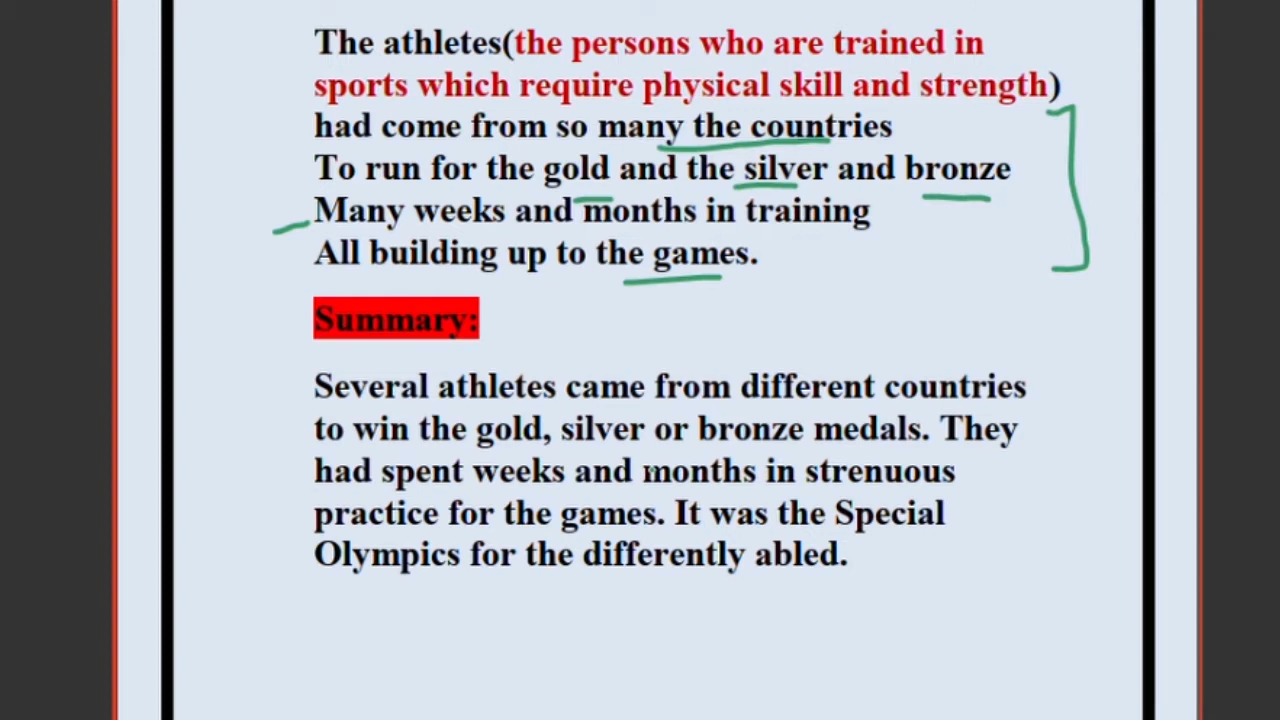 The athletes(the persons who are trained in
sports which require physical skill and strength)
had come from so many the countries
To run for the gold and the silver and bronze
Many weeks and months in training
All building up to the games.
Summary:
Several athletes came from different countries
to win the gold, silver or bronze medals. They
had spent weeks and months in strenuous
practice for the games. It was the Special
Olympics for the differently abled.